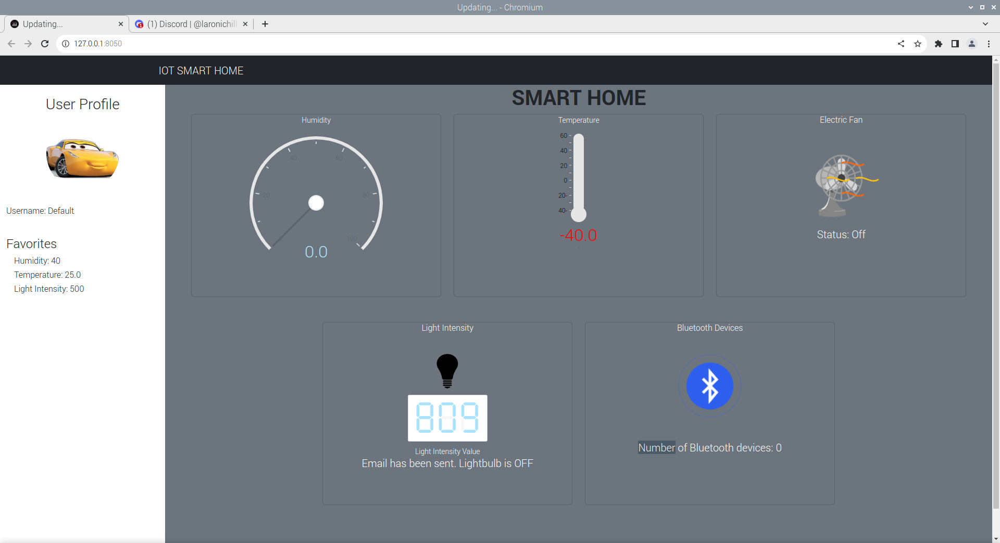 Updating... - Chromium
Updating...
(1) Discord | @laronichill
127.0.0.1:8050
IOT SMART HOME
User Profile
Username: Default
Favorites
Humidity: 40
Temperature: 25.0
Light Intensity: 500
SMART HOME
Humidity
0
20
40
60
80
100
0.0
Temperature
60
40
20
0
20-
40-
-40.0
Electric Fan
Status: Off
Light Intensity
809
Light Intensity Value
Email has been sent. Lightbulb is OFF
Bluetooth Devices
Number of Bluetooth devices: 0